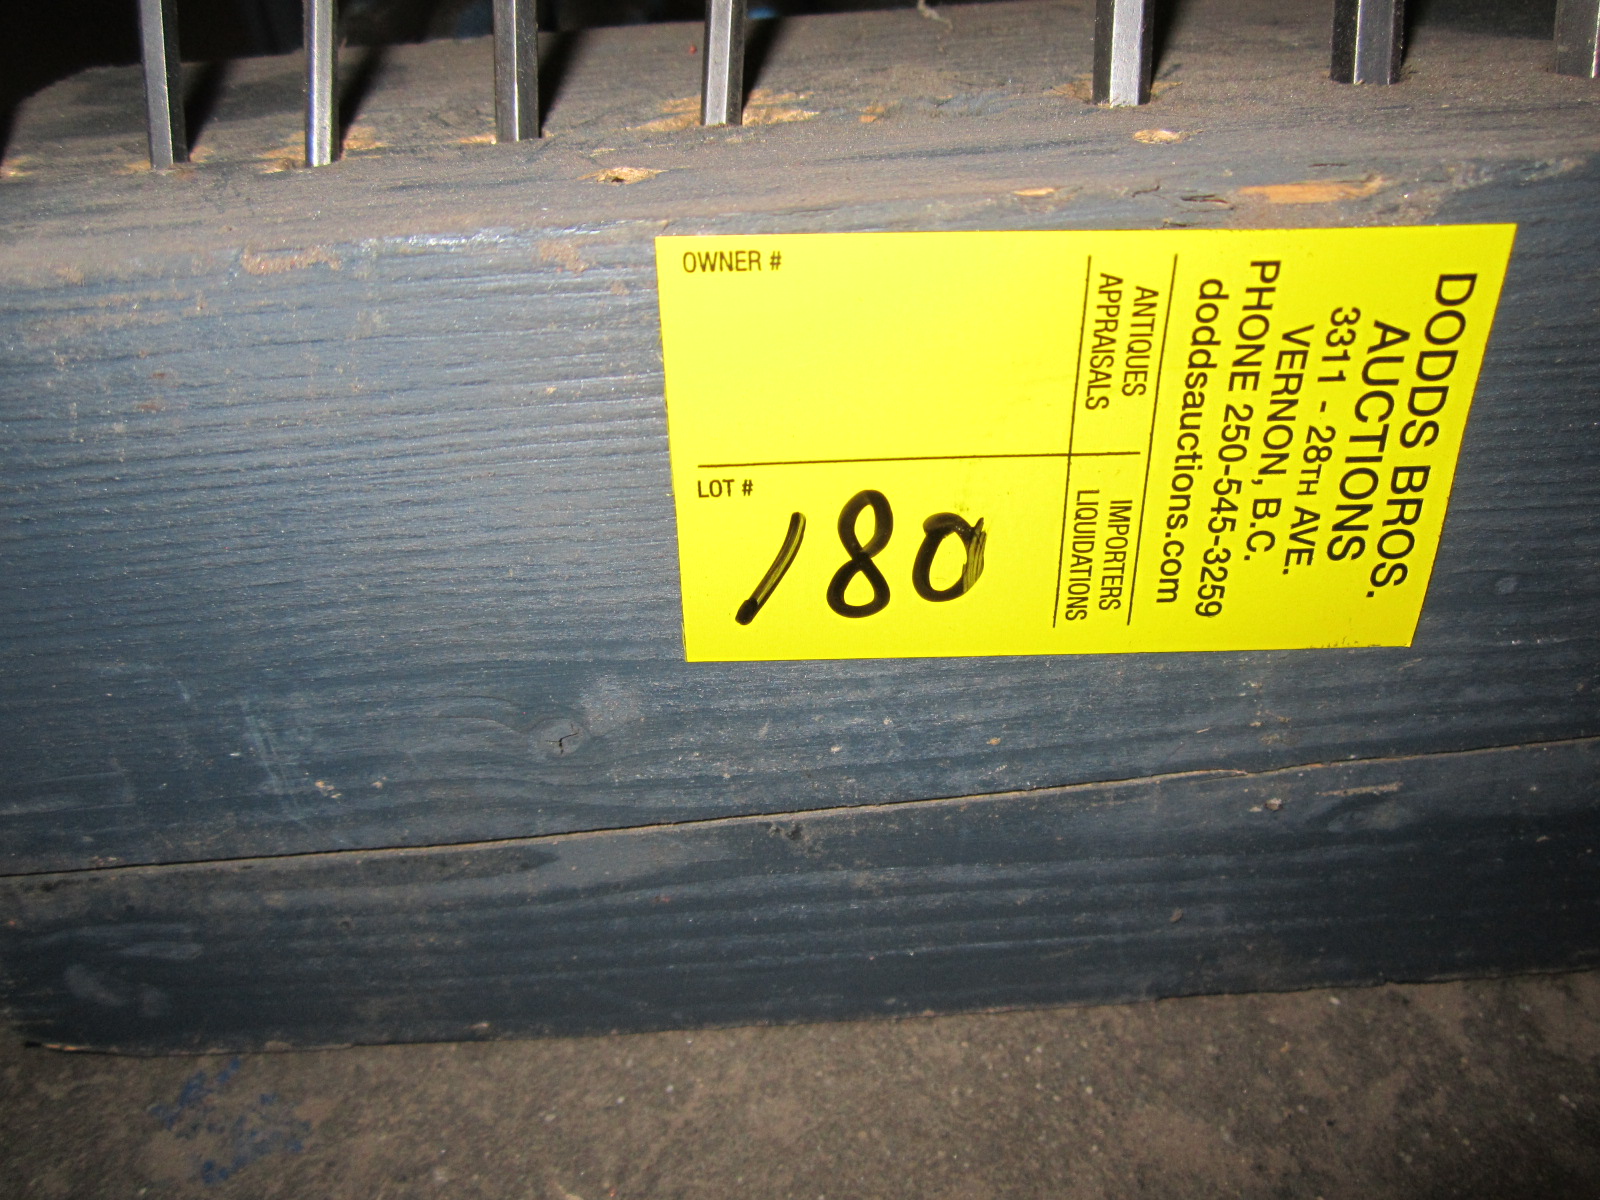 DODDS BROS.
AUCTIONS
3311 - 28TH AVE.
VERNON, B.C.
PHONE 250-545-3259
doddsauctions.com
ANTIQUES IMPORTERS
APPRAISALS LIQUIDATIONS
OWNER #
LOT #
180